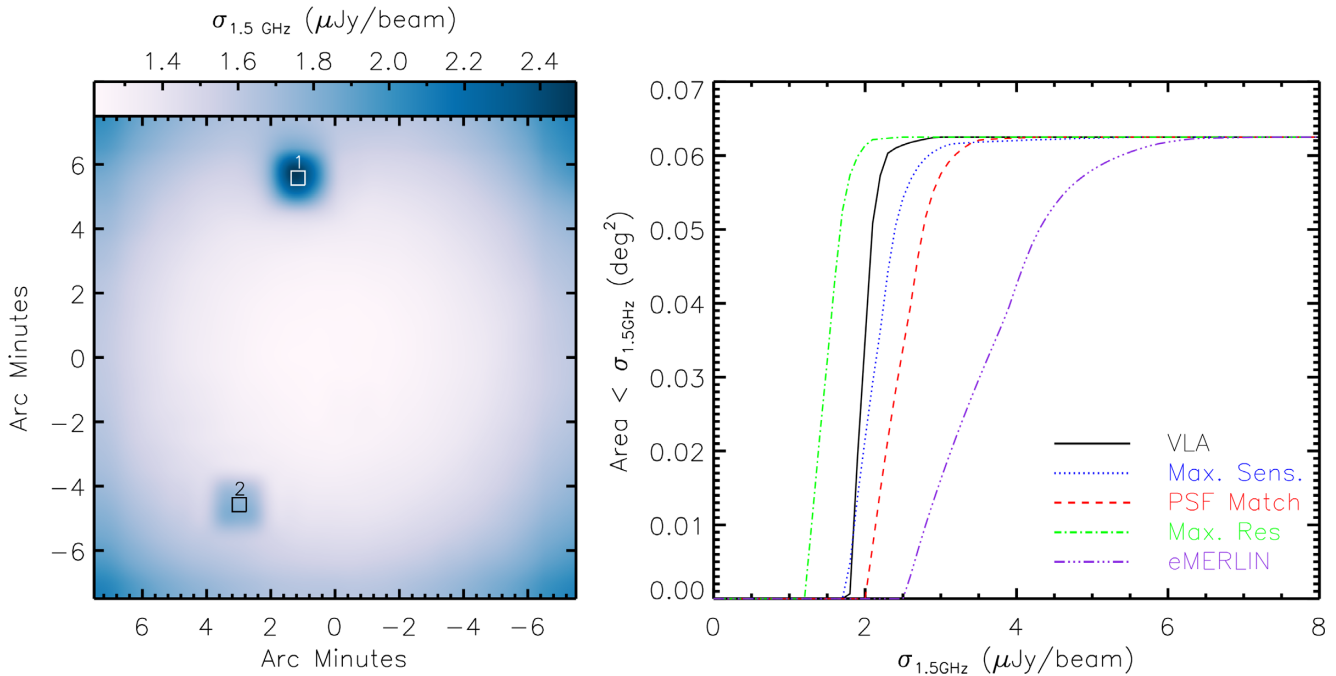 σ1.5 GHz (μJy/beam)
1.4 1.6 1.8 2.0 2.2 2.4
Arc Minutes
6
4
2
0
−2
−4
−6
1
2
6 4 2 0 −2 −4 −6
Arc Minutes
Area < σ1.5GHz (deg2)
0.07
0.06
0.05
0.04
0.03
0.02
0.01
0.00
VLA
Max. Sens.
PSF Match
Max. Res
eMERLIN
0 2 4 6 8
σ1.5GHz (μJy/beam)